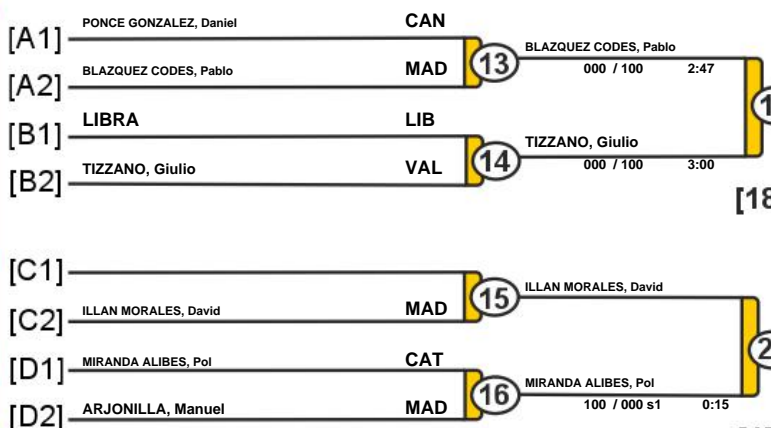 PONCE GONZALEZ, Daniel CAN
[A1]
BLAZQUEZ CODES, Pablo MAD
[A2]
13
BLAZQUEZ CODES, Pablo
000 / 100 2:47
LIBRA LIB
[B1]
TIZZANO, Giulio VAL
[B2]
14
TIZZANO, Giulio
000 / 100 3:00
[C1]
[C2] ILLAN MORALES, David MAD
15
ILLAN MORALES, David
[D1] MIRANDA ALIBES, Pol CAT
[D2] ARJONILLA, Manuel MAD
16
MIRANDA ALIBES, Pol
100 / 000 s1 0:15